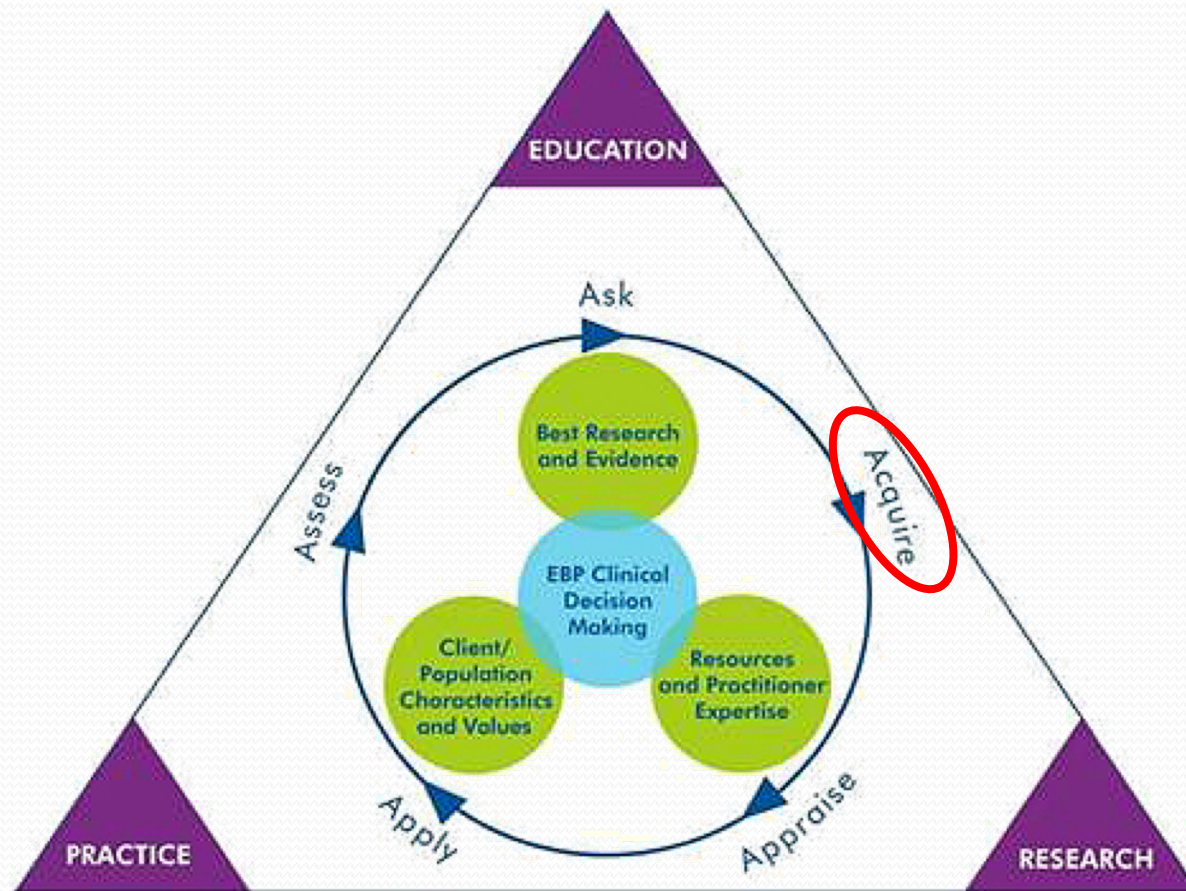 EDUCATION
Ask
Best Research
and Evidence
Acquire
Assess
EBP Clinical
Decision
Making
Client/
Population
Characteristics
and Values
Resources
and Practitioner
Expertise
Apply
Appraise
PRACTICE
RESEARCH